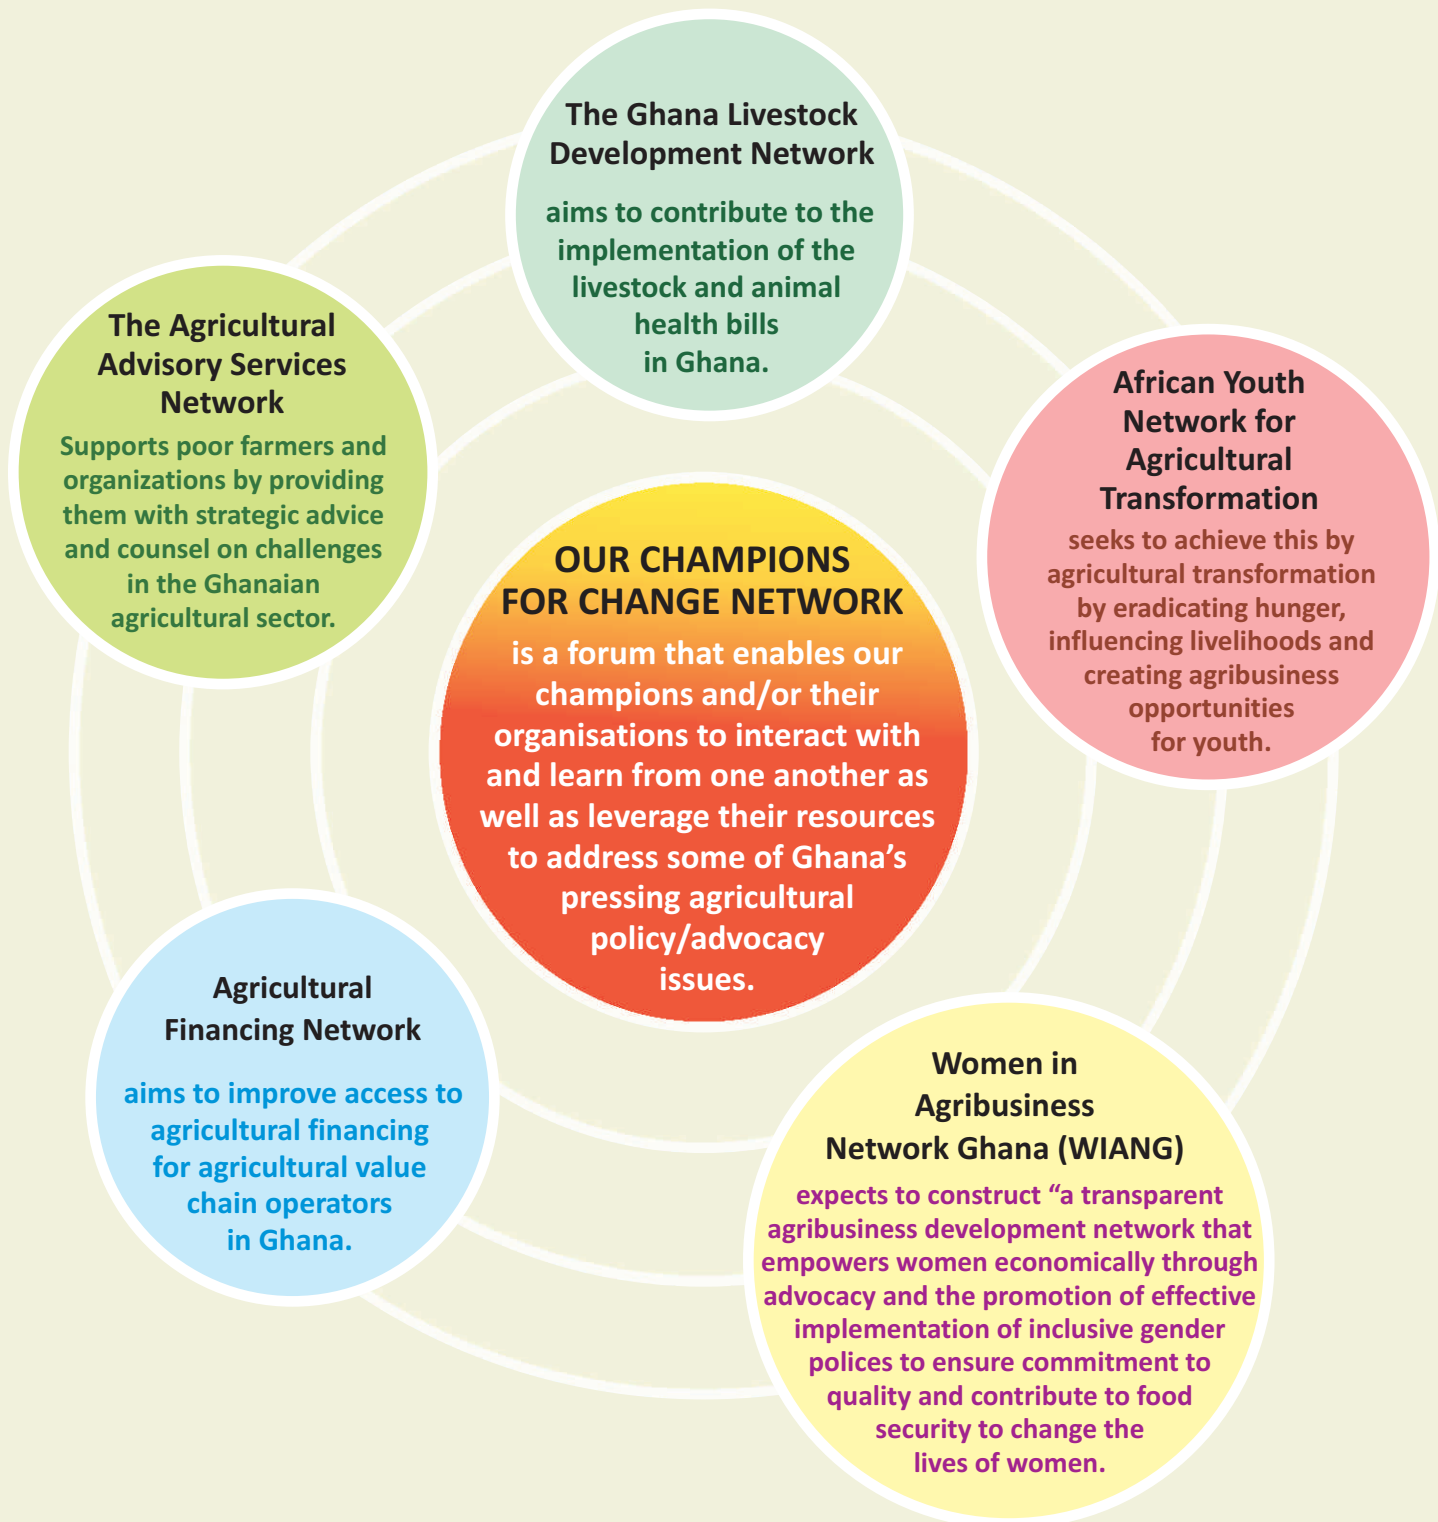 The Ghana Livestock
Development Network
aims to contribute to the
implementation of the
livestock and animal
health bills
in Ghana.
The Agricultural
Advisory Services
Network
Supports poor farmers and
organizations by providing
them with strategic advice
and counsel on challenges
in the Ghanaian
agricultural sector.
African Youth
Network for
Agricultural
Transformation
seeks to achieve this by
agricultural transformation
by eradicating hunger,
influencing livelihoods and
creating agribusiness
opportunities
for youth.
OUR CHAMPIONS
FOR CHANGE NETWORK
is a forum that enables our
champions and/or their
organisations to interact with
and learn from one another as
well as leverage their resources
to address some of Ghana’s
pressing agricultural
policy/advocacy
issues.
Agricultural
Financing Network
aims to improve access to
agricultural financing
for agricultural value
chain operators
in Ghana.
Women in
Agribusiness
Network Ghana (WIANG)
expects to construct “a transparent
agribusiness development network that
empowers women economically through
advocacy and the promotion of effective
implementation of inclusive gender
polices to ensure commitment to
quality and contribute to food
security to change the
lives of women.